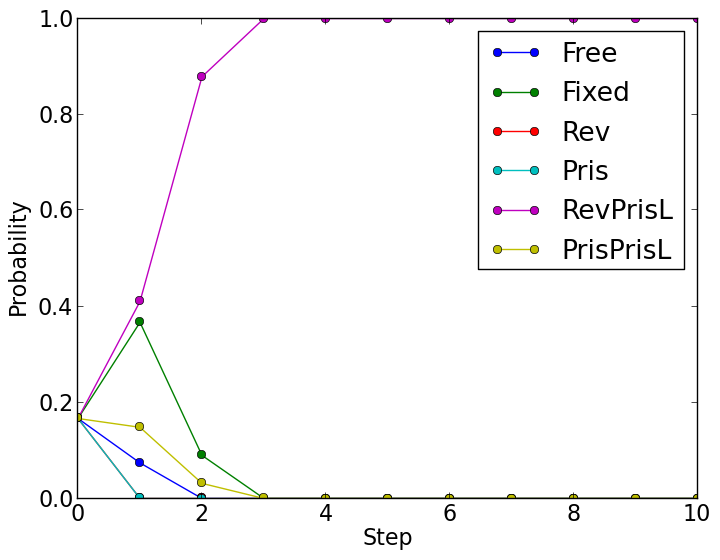 1.0
0.8
0.6
0.4
0.2
0.0
Probability
0 2 4 6 8 10
Step
Free
Fixed
Rev
Pris
RevPrisL
PrisPrisL